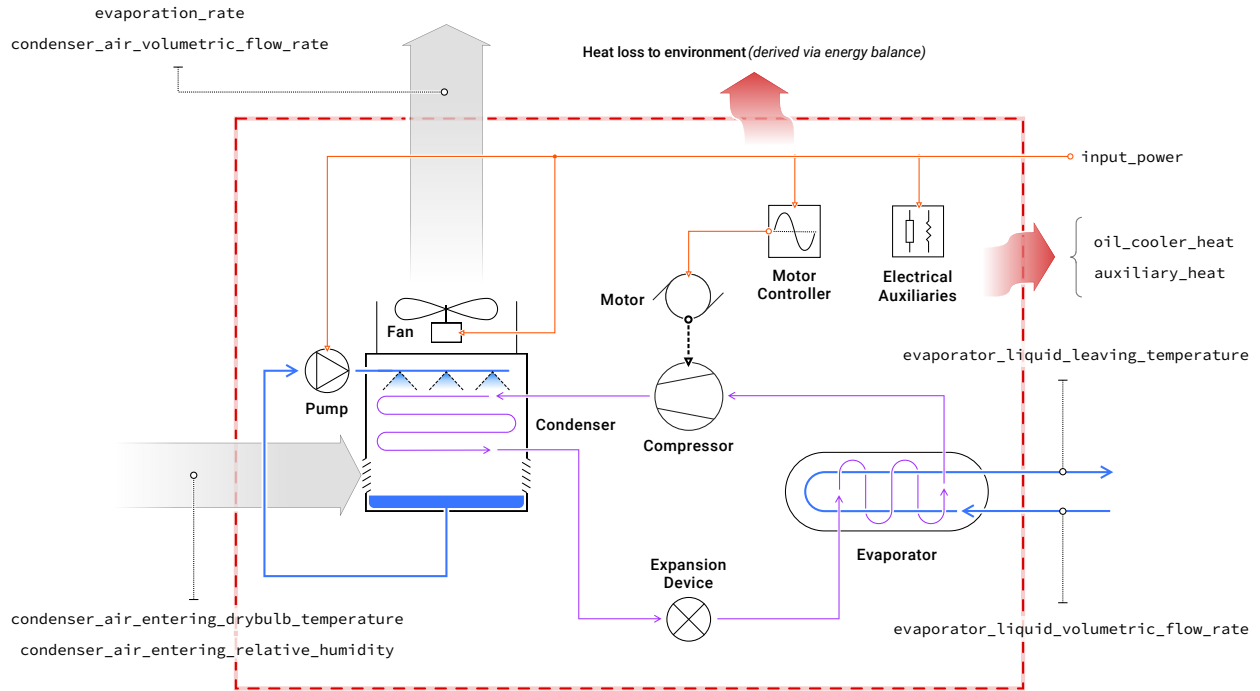 evaporation_rate
condenser_air_volumetric_flow_rate
Heat loss to environment (derived via energy balance)
input_power
oil_cooler_heat
auxiliary_heat
Motor
Controller
Electrical
Auxiliaries
Motor
Fan
evaporator_liquid_leaving_temperature
Pump
Condenser
Compressor
Evaporator
Expansion
Device
condenser_air_entering_drybulb_temperature
condenser_air_entering_relative_humidity
evaporator_liquid_volumetric_flow_rate